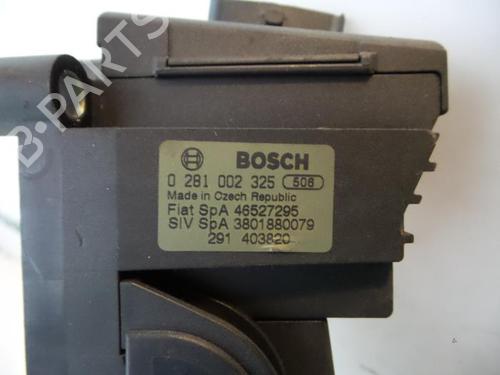 B-PARTS
BOSCH
0 281 002 325 508
Made in Czech Republic
Fiat SpA 46527295
SIV SpA 3801880079
291 403820